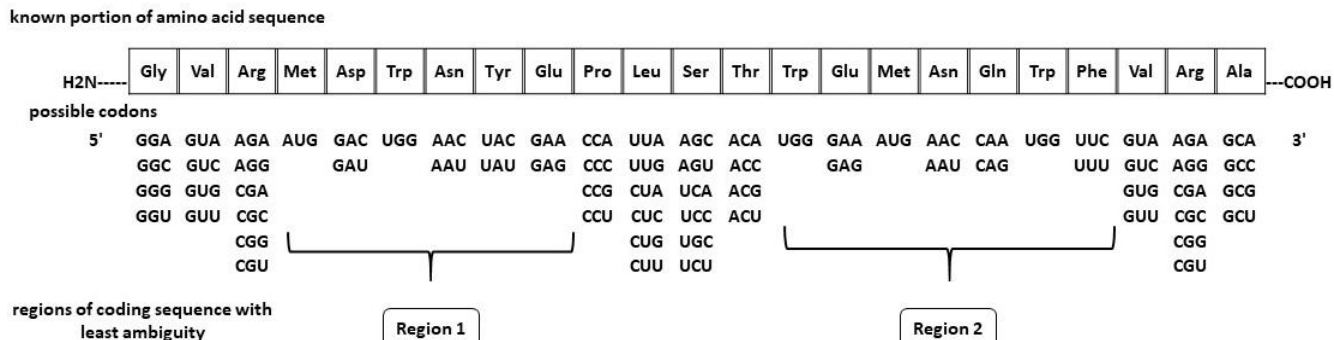 known portion of amino acid sequence
H2N----- Gly Val Arg Met Asp Trp Asn Tyr Glu Pro Leu Ser Thr Trp Glu Met Asn Gln Trp Phe Val Arg Ala ---COOH
possible codons
5' GGA GUA AGA AUG GAC UGG AAC UAC GAA CCA UUA AGC ACA UGG GAA AUG AAC CAA UGG UUC GUA AGA GCA 3'
GGC GUC AGG GAU AAU UAU GAG CCC UUG AGU ACC GAG AAU CAG UUU GUC AGG GCC
GGG GUG CGA CCG CUA UCA ACG GUG CGA GCG
GGU GUU CGC CCU CUC UCC ACU GUU CGC GCU
CGG CUG UGC CGG
CGU CUU UCU CGU
regions of coding sequence with
least ambiguity
Region 1
Region 2